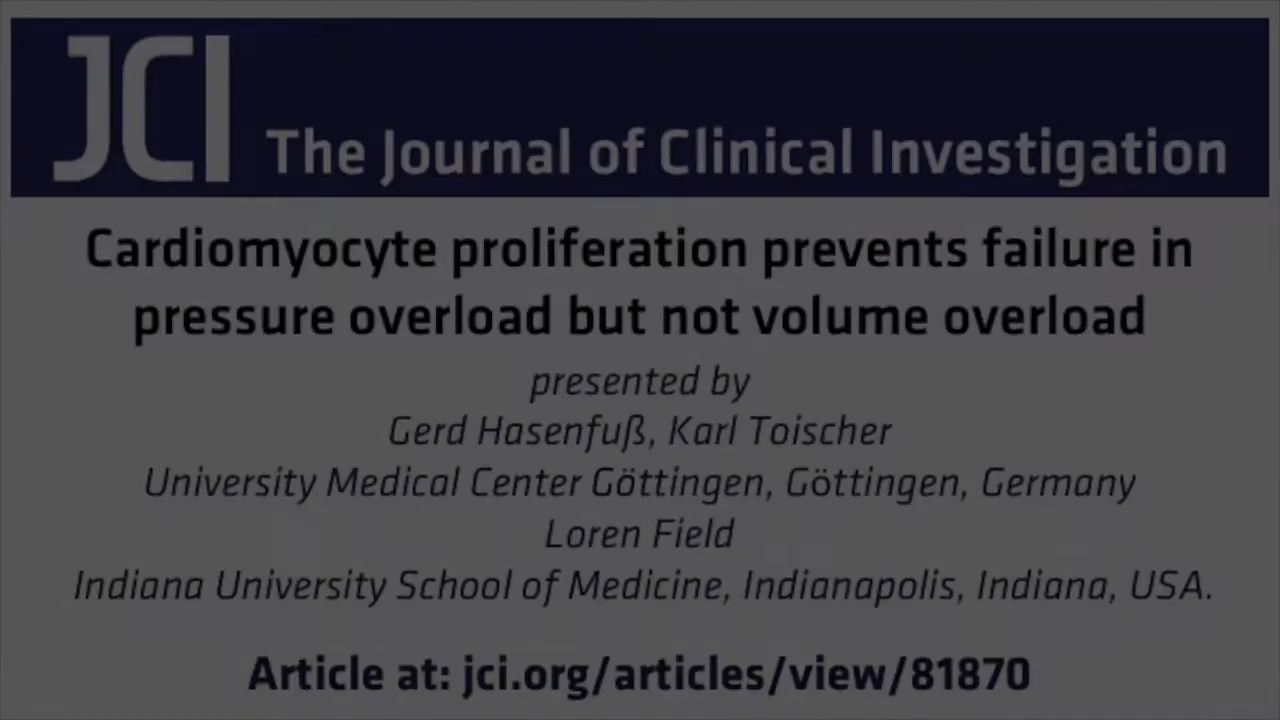 JCI The Journal of Clinical Investigation
Cardiomyocyte proliferation prevents failure in
pressure overload but not volume overload
presented by
Gerd Hasenfuß, Karl Toischer
University Medical Center Göttingen, Göttingen, Germany
Loren Field
Indiana University School of Medicine, Indianapolis, Indiana, USA.
Article at: jci.org/articles/view/81870